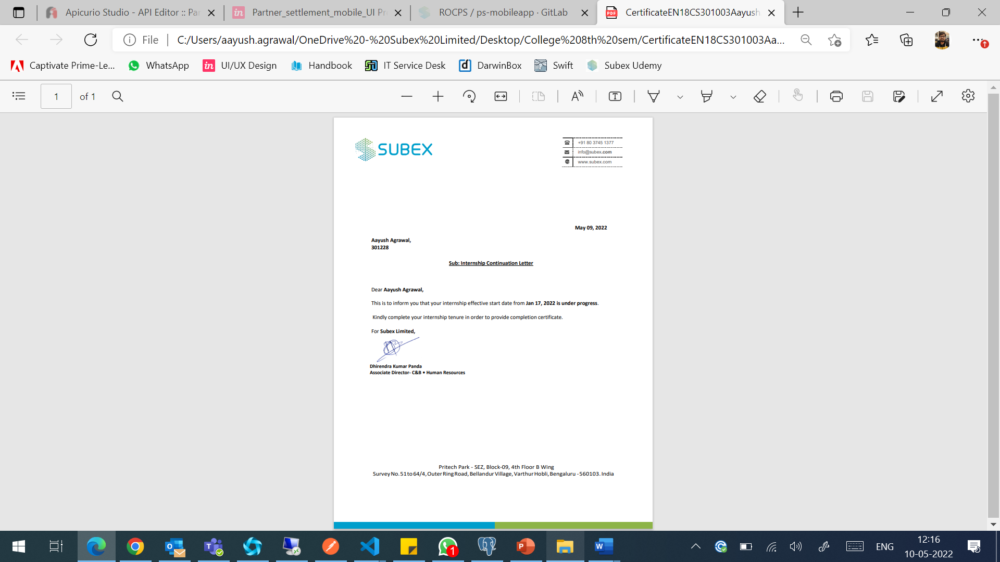 Apicurio Studio - API Editor :: Pa
Partner_settlement_mobile_UI Pr
ROCPS / ps-mobileapp · GitLab
CertificateEN18CS301003Aayush
File
C:/Users/aayush.agrawal/OneDrive%20-%20Subex%20Limited/Desktop/College%208th%20sem/CertificateEN18CS301003Aa...
Captivate Prime-Le...
WhatsApp
UI/UX Design
Handbook
IT Service Desk
DarwinBox
Swift
Subex Udemy
1 of 1
SUBEX
+91 80 3745 1377
info@subex.com
www.subex.com
May 09, 2022
Aayush Agrawal,
301228
Sub: Internship Continuation Letter
Dear Aayush Agrawal,
This is to inform you that your internship effective start date from Jan 17, 2022 is under progress.
Kindly complete your internship tenure in order to provide completion certificate.
For Subex Limited,
Dhirendra Kumar Panda
Associate Director- C&B • Human Resources
Pritech Park - SEZ, Block-09, 4th Floor B Wing
Survey No. 51 to 64/4, Outer Ring Road, Bellandur Village, Varthur Hobli, Bengaluru - 560103. India
1
ENG
12:16
10-05-2022